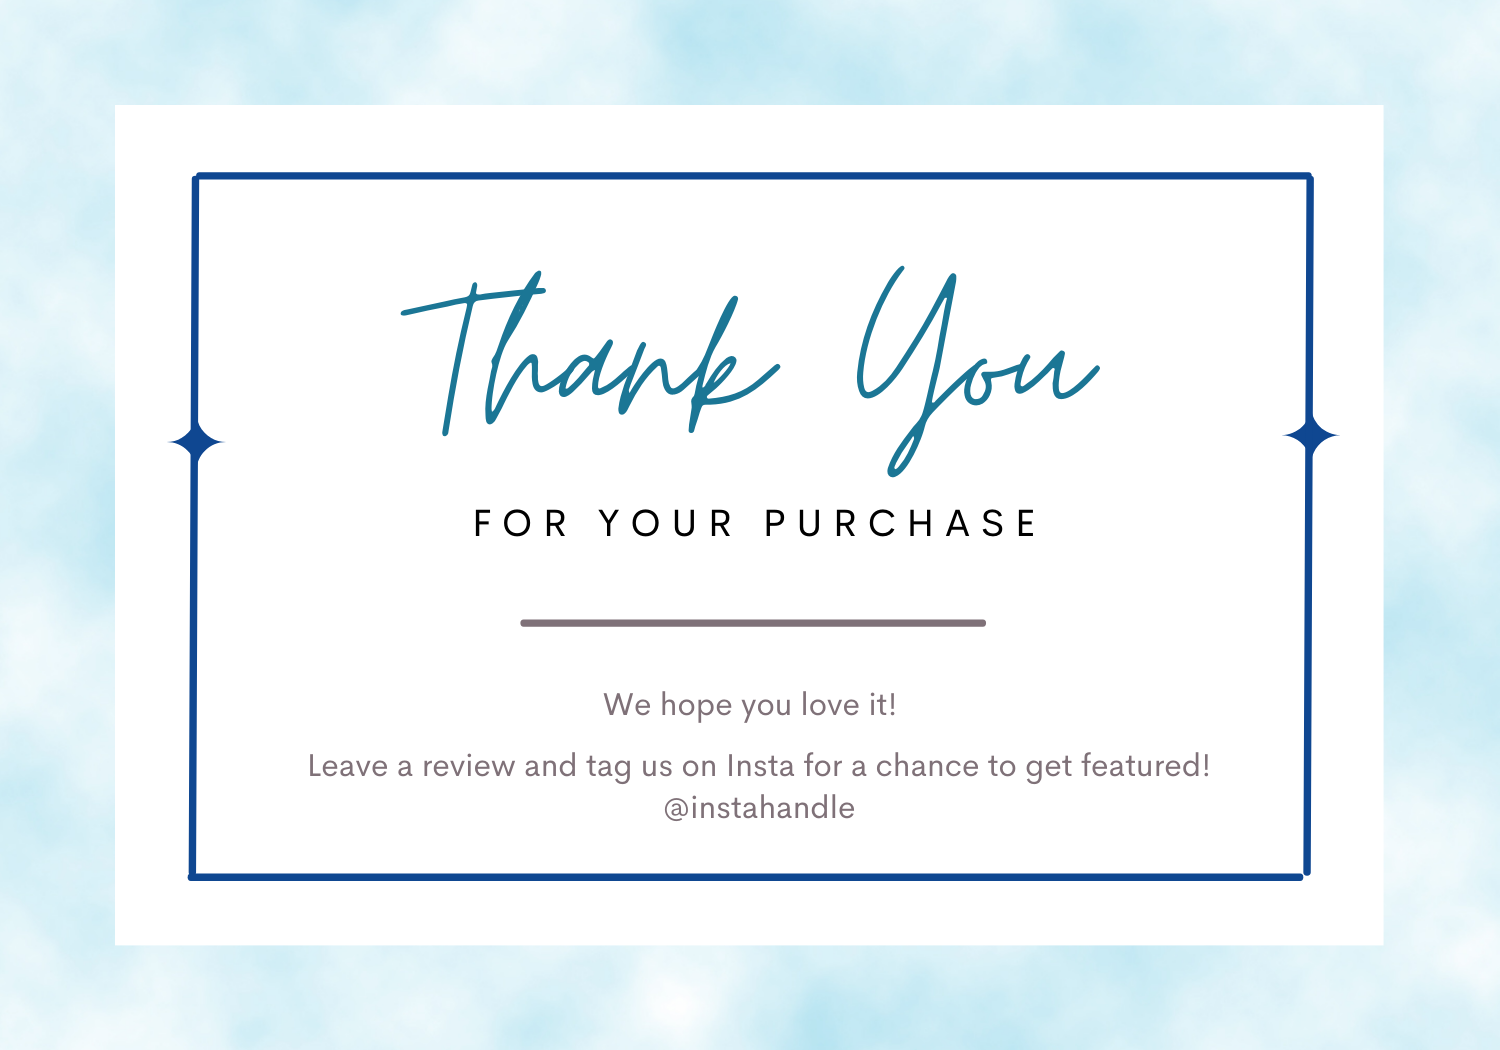 Thank You
FOR YOUR PURCHASE
We hope you love it!
Leave a review and tag us on Insta for a chance to get featured!
@instahandle